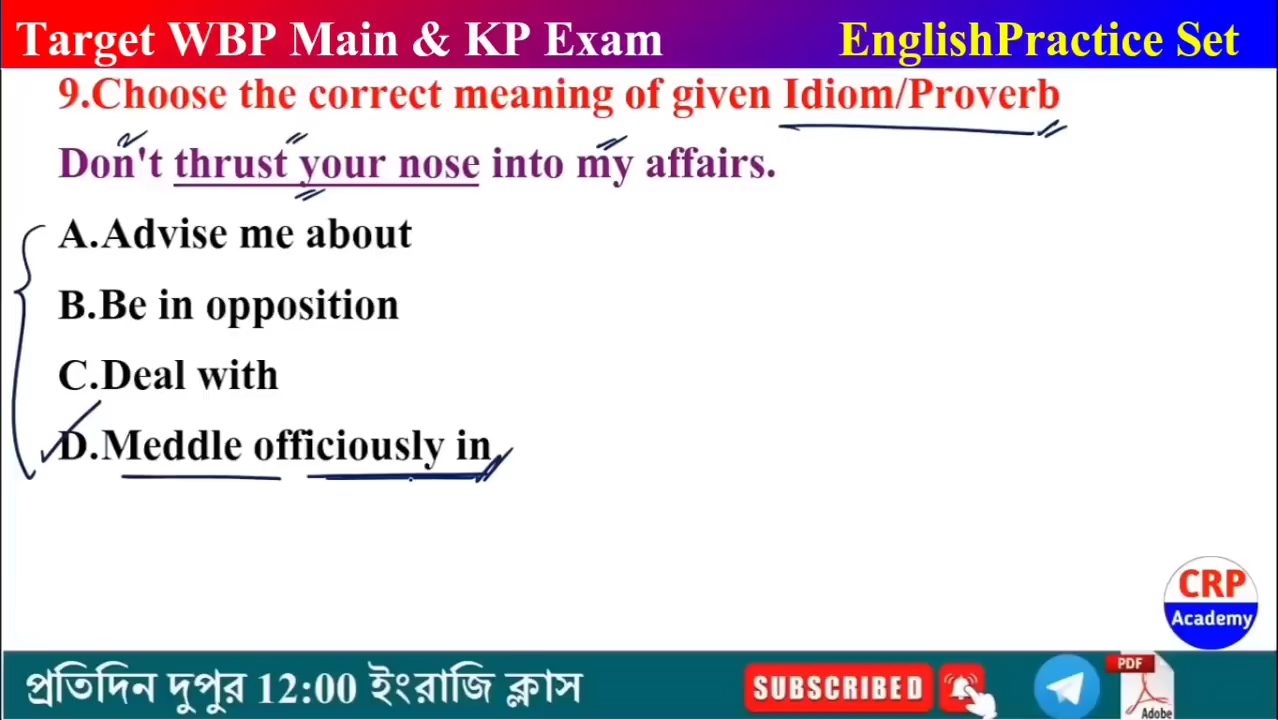 Target WBP Main & KP Exam EnglishPractice Set
9.Choose the correct meaning of given Idiom/Proverb
Don't thrust your nose into my affairs.
A.Advise me about
B.Be in opposition
C.Deal with
D.Meddle officiously in
CRP
Academy
প্রতিদিন দুপুর 12:00 ইংরাজি ক্লাস SUBSCRIBED PDF
Adobe